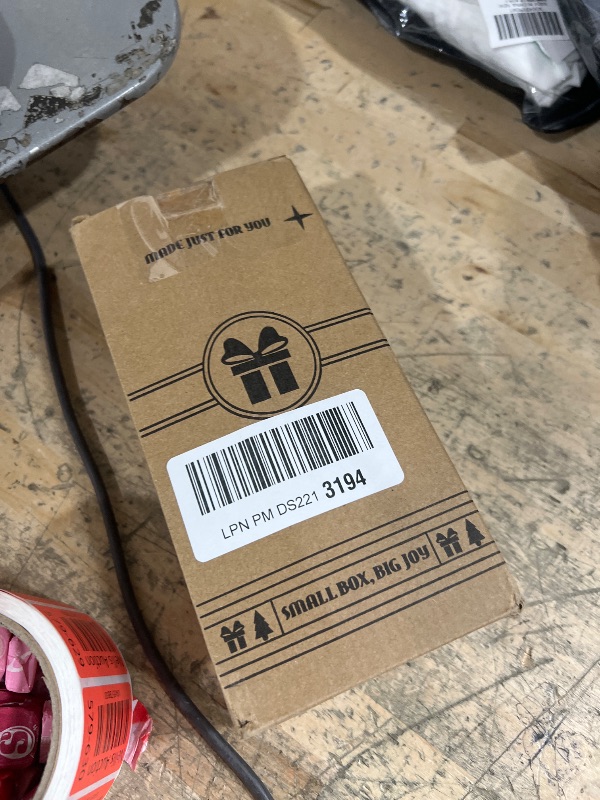 MADE JUST FOR YOU
LPN PM DS221 3194
SMALL BOX, BIG JOY